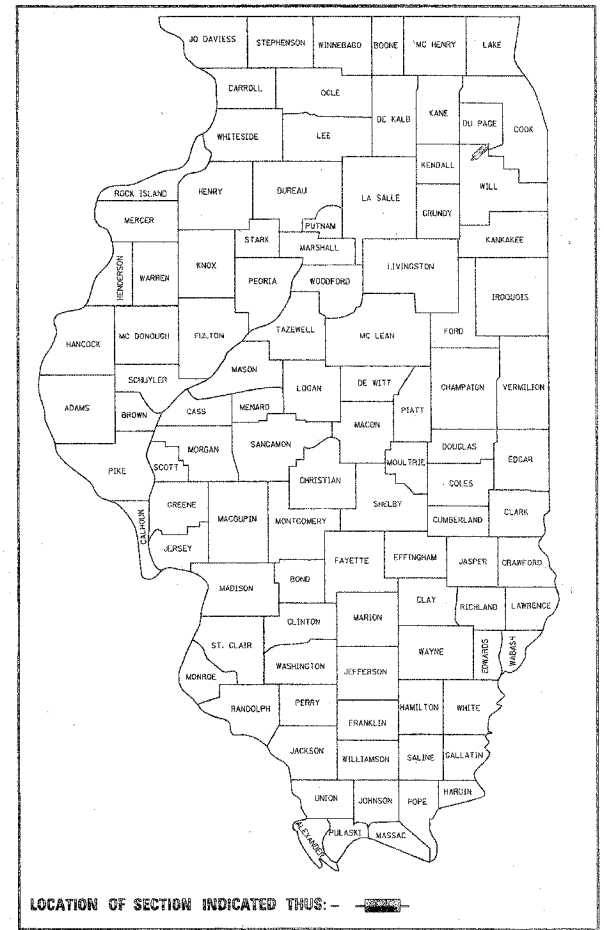 JO DAVIESS STEPHENSON WINNEBAGO BOONE MC HENRY LAKE
CARROLL OGLE
DE KALB KANE DU PAGE COOK
WHITESIDE LEE
KENDALL
ROCK ISLAND HENRY BUREAU LA SALLE GRUNDY WILL
MERCER PUTNAM
STARK MARSHALL KANKAKEE
HENDERSON WARREN KNOX PEORIA WOODFORD LIVINGSTON
IROQUOIS
HANCOCK MC DONOUGH FULTON TAZEWELL MC LEAN FORD
MASON
SCHUYLER LOGAN DE WITT CHAMPAIGN VERMILION
ADAMS BROWN CASS MENARD PIATT
MACON
MORGAN SANGAMON DOUGLAS
PIKE SCOTT CHRISTIAN MOULTRIE EDGAR
COLES
GREENE MACOUPIN MONTGOMERY SHELBY
CALHOUN CUMBERLAND CLARK
JERSEY FAYETTE EFFINGHAM JASPER CRAWFORD
MADISON BOND
CLAY RICHLAND LAWRENCE
CLINTON MARION
ST. CLAIR WAYNE EDWARDS WABASH
WASHINGTON JEFFERSON
MONROE
RANDOLPH PERRY HAMILTON WHITE
FRANKLIN
JACKSON WILLIAMSON SALINE GALLATIN
HARDIN
UNION JOHNSON POPE
ALEXANDER PULASKI MASSAC
LOCATION OF SECTION INDICATED THUS: -